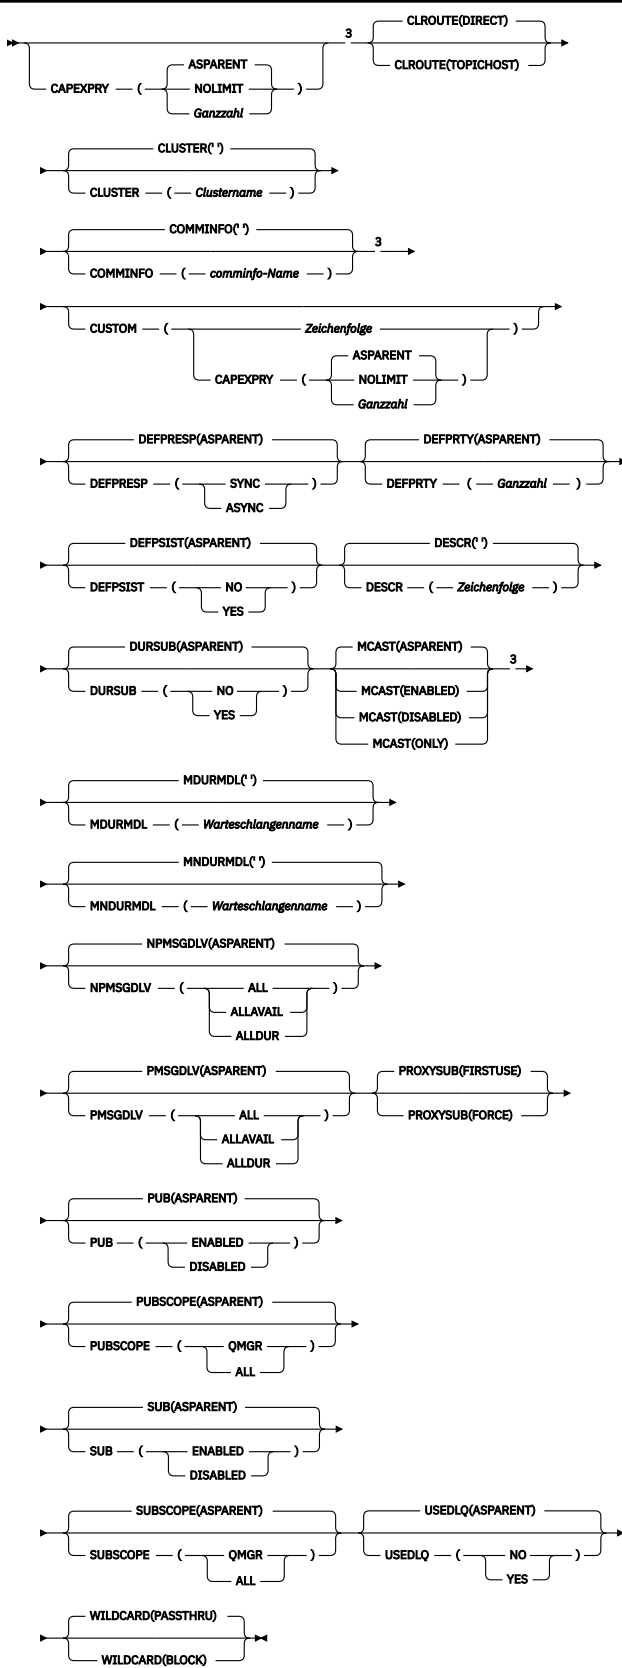 3 CLROUTE(DIRECT)
CLROUTE(TOPICHOST)
ASPARENT
CAPEXPRY ( NOLIMIT )
Ganzzahl
CLUSTER(' ')
CLUSTER ( Clustername )
COMMINFO(' ')
3
COMMINFO ( comminfo-Name )
CUSTOM ( Zeichenfolge )
ASPARENT
CAPEXPRY ( NOLIMIT )
Ganzzahl
DEFPRESP(ASPARENT) DEFPRTY(ASPARENT)
DEFPRESP ( SYNC ) DEFPRTY ( Ganzzahl )
ASYNC
DEFPSIST(ASPARENT) DESCR(' ')
DEFPSIST ( NO ) DESCR ( Zeichenfolge )
YES
DURSUB(ASPARENT) MCAST(ASPARENT)
3
DURSUB ( NO ) MCAST(ENABLED)
YES MCAST(DISABLED)
MCAST(ONLY)
MDURMDL(' ')
MDURMDL ( Warteschlangenname )
MNDURMDL(' ')
MNDURMDL ( Warteschlangenname )
NPMSGDLV(ASPARENT)
NPMSGDLV ( ALL )
ALLAVAIL
ALLDUR
PMSGDLV(ASPARENT) PROXYSUB(FIRSTUSE)
PMSGDLV ( ALL ) PROXYSUB(FORCE)
ALLAVAIL
ALLDUR
PUB(ASPARENT)
PUB ( ENABLED )
DISABLED
PUBSCOPE(ASPARENT)
PUBSCOPE ( QMGR )
ALL
SUB(ASPARENT)
SUB ( ENABLED )
DISABLED
SUBSCOPE(ASPARENT) USEDLQ(ASPARENT)
SUBSCOPE ( QMGR ) USEDLQ ( NO )
ALL YES
WILDCARD(PASSTHRU)
WILDCARD(BLOCK)